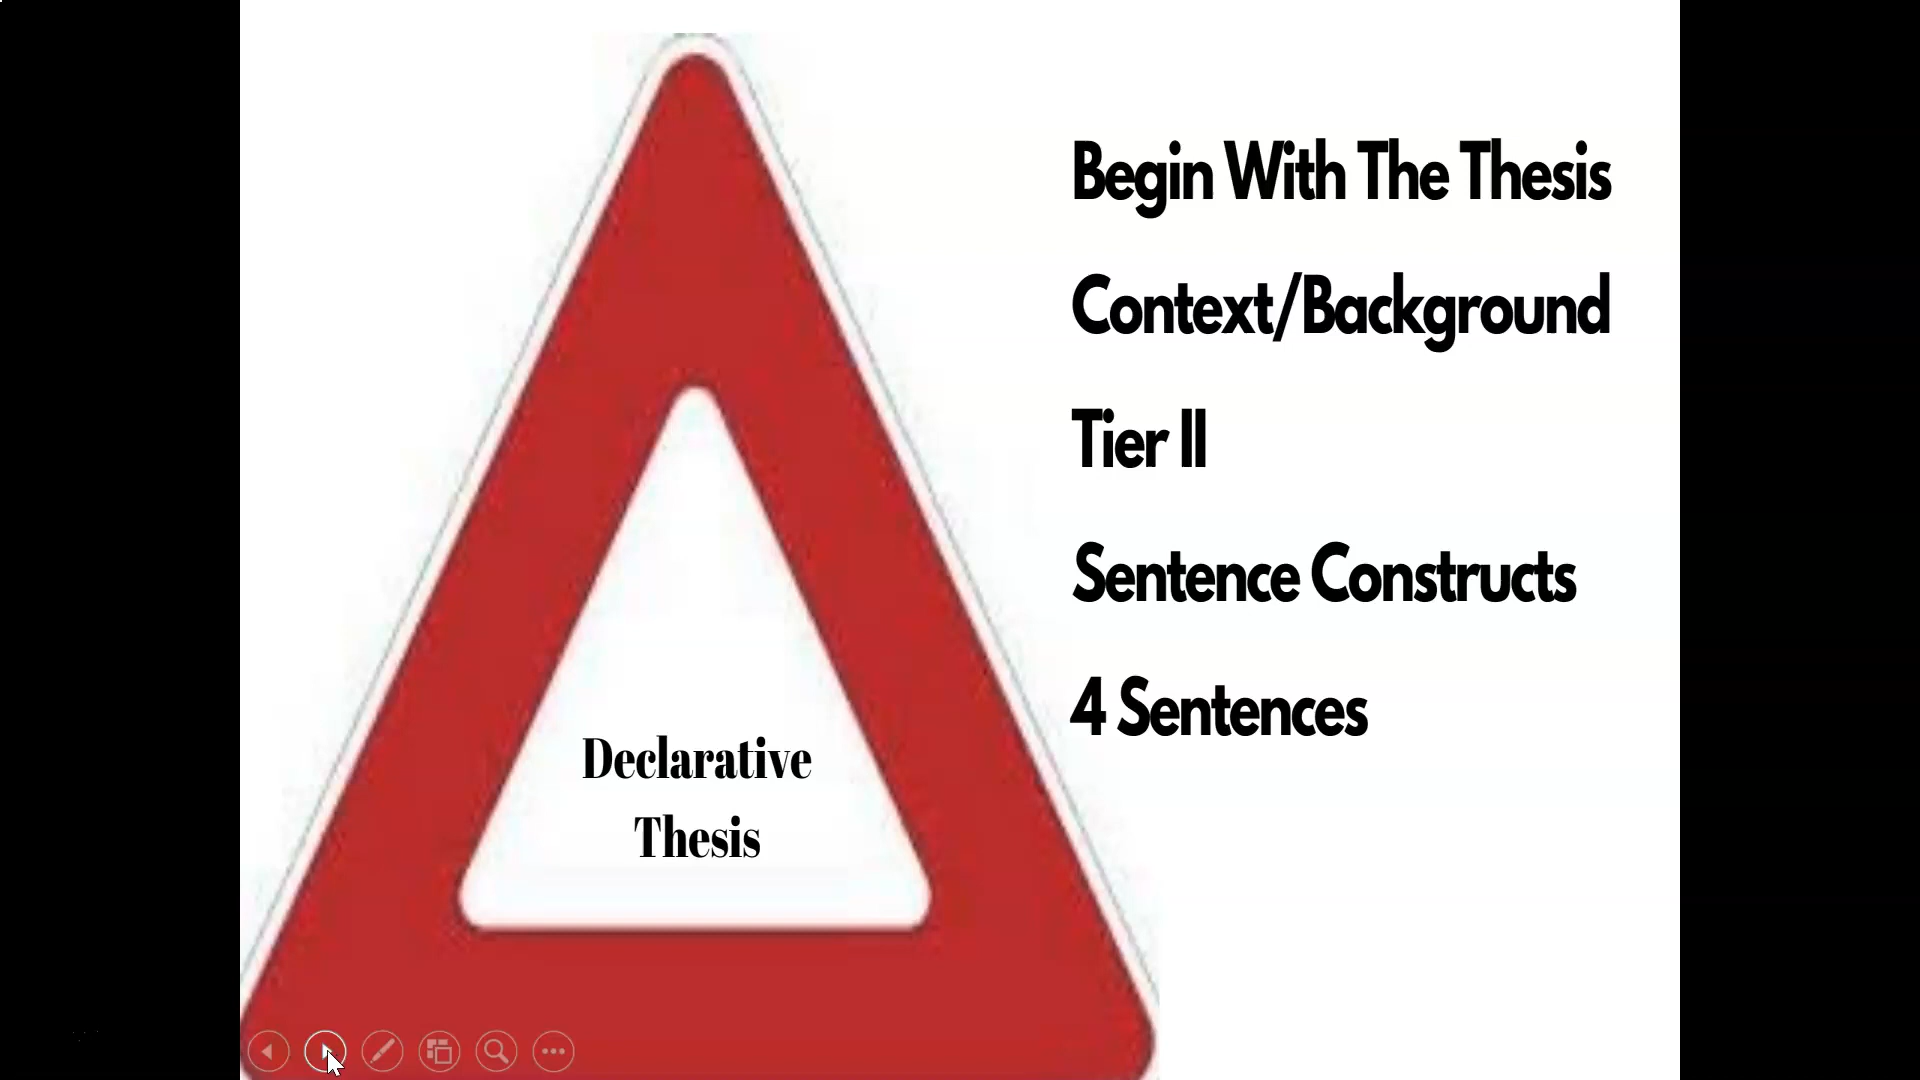 Begin With The Thesis
Context/Background
Tier II
Sentence Constructs
4 Sentences
Declarative
Thesis